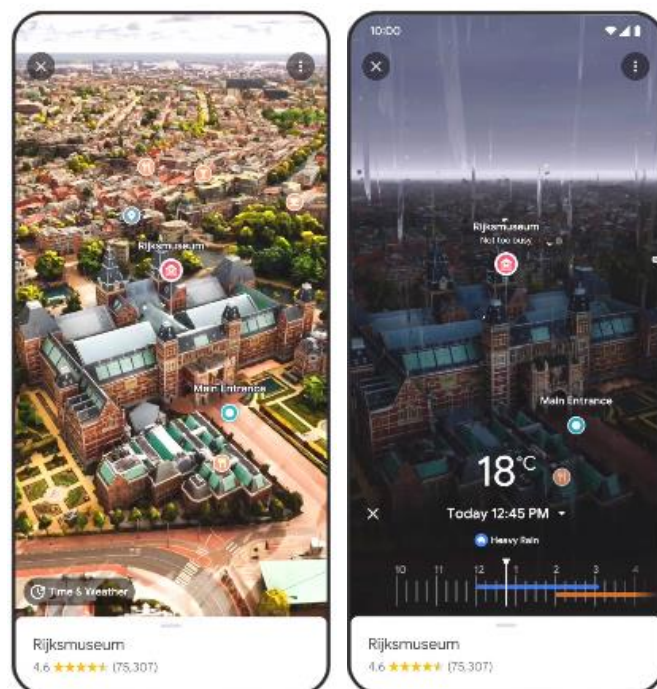 Rijksmuseum
Main Entrance
Time & Weather
Rijksmuseum
4.6 ★★★★★ (75,307)
10:00
Rijksmuseum
Not too busy
Main Entrance
18°C
Today 12:45 PM
Heavy Rain
10 11 12 1 2 3 4
Rijksmuseum
4.6 ★★★★★ (75,307)